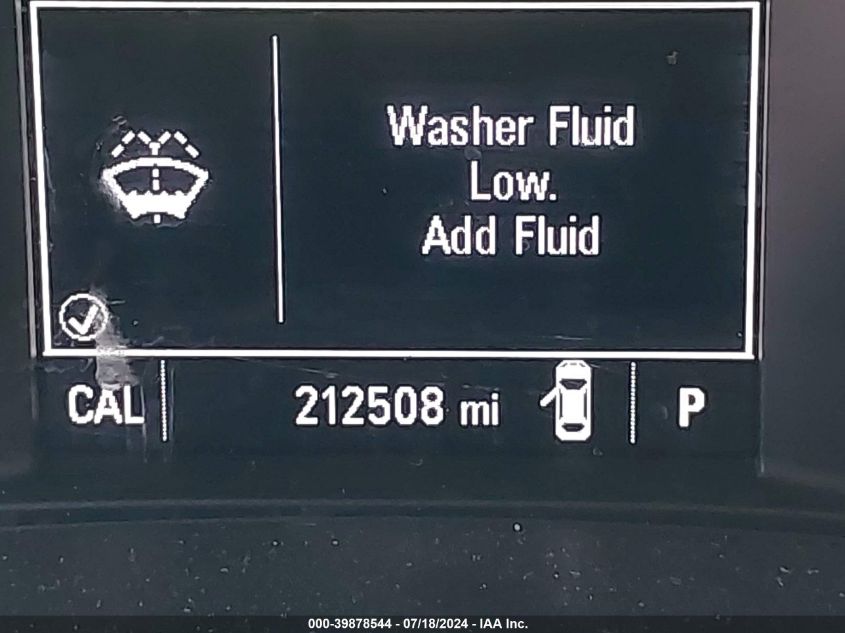 Washer Fluid
Low.
Add Fluid
CAL 212508 mi P
000-39878544 - 07/18/2024 - IAA Inc.